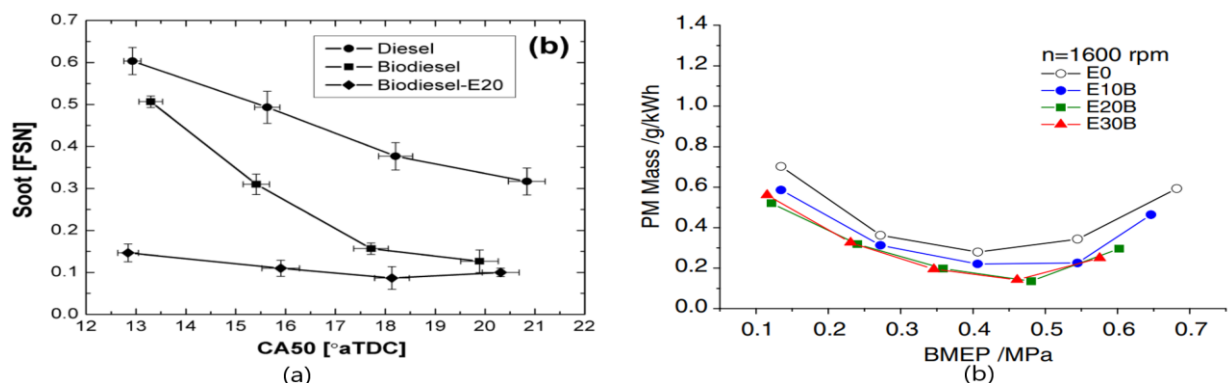 (b)
Diesel
Biodiesel
Biodiesel-E20
Soot [FSN]
0.7
0.6
0.5
0.4
0.3
0.2
0.1
0.0
12 13 14 15 16 17 18 19 20 21 22
CA50 [°aTDC]
(a)
n=1600 rpm
E0
E10B
E20B
E30B
PM Mass /g/kWh
1.4
1.2
1.0
0.8
0.6
0.4
0.2
0.0
0.1 0.2 0.3 0.4 0.5 0.6 0.7
BMEP /MPa
(b)